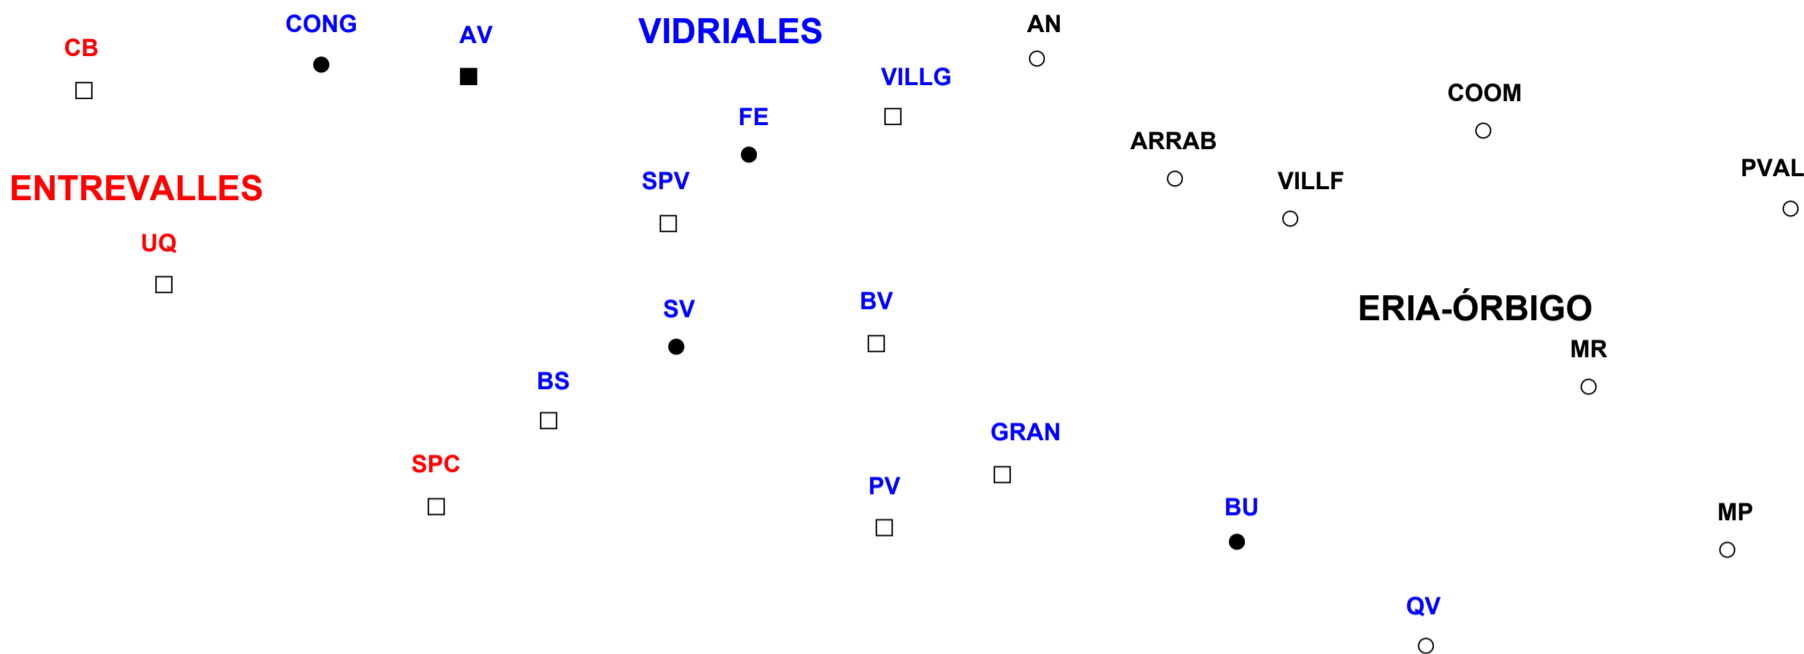 CONG
AN
VIDRIALES
AV
CB
VILLG
COOM
FE
ARRAB
PVAL
SPV
VILLF
ENTREVALLES
UQ
BV
SV
ERIA-ÓRBIGO
MR
BS
GRAN
SPC
PV
BU
MP
QV